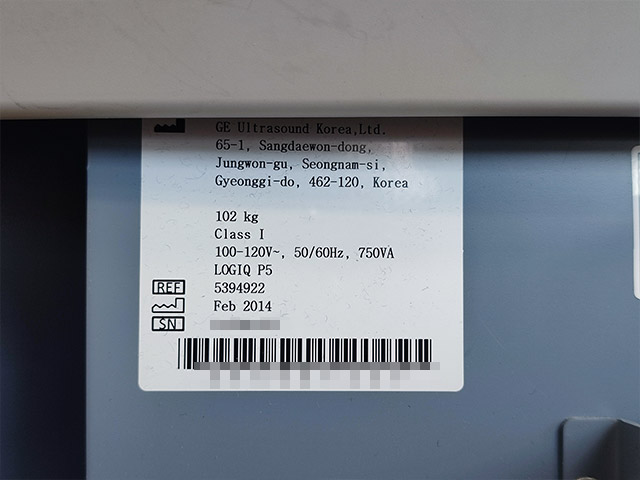 GE Ultrasound Korea,Ltd.
65-1, Sangdaewon-dong,
Jungwon-gu, Seongnam-si,
Gyeonggi-do, 462-120, Korea
102 kg
Class I
100-120V~, 50/60Hz, 750VA
LOGIQ P5
REF 5394922
Feb 2014
SN